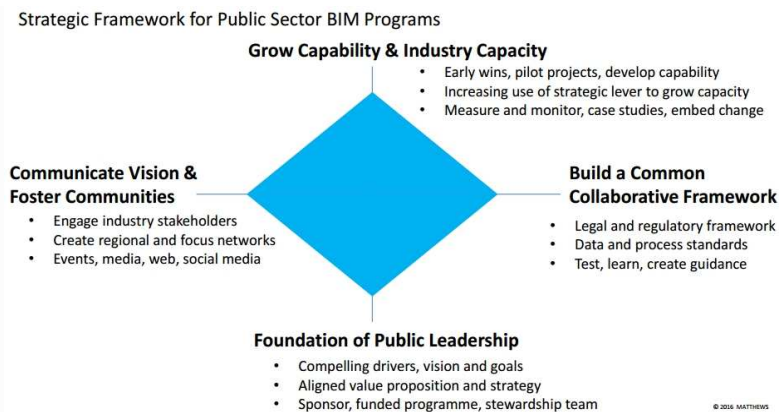 Strategic Framework for Public Sector BIM Programs
Grow Capability & Industry Capacity
• Early wins, pilot projects, develop capability
• Increasing use of strategic lever to grow capacity
• Measure and monitor, case studies, embed change
Communicate Vision &
Foster Communities
• Engage industry stakeholders
• Create regional and focus networks
• Events, media, web, social media
Build a Common
Collaborative Framework
• Legal and regulatory framework
• Data and process standards
• Test, learn, create guidance
Foundation of Public Leadership
• Compelling drivers, vision and goals
• Aligned value proposition and strategy
• Sponsor, funded programme, stewardship team
© 2016 MATTHEWS